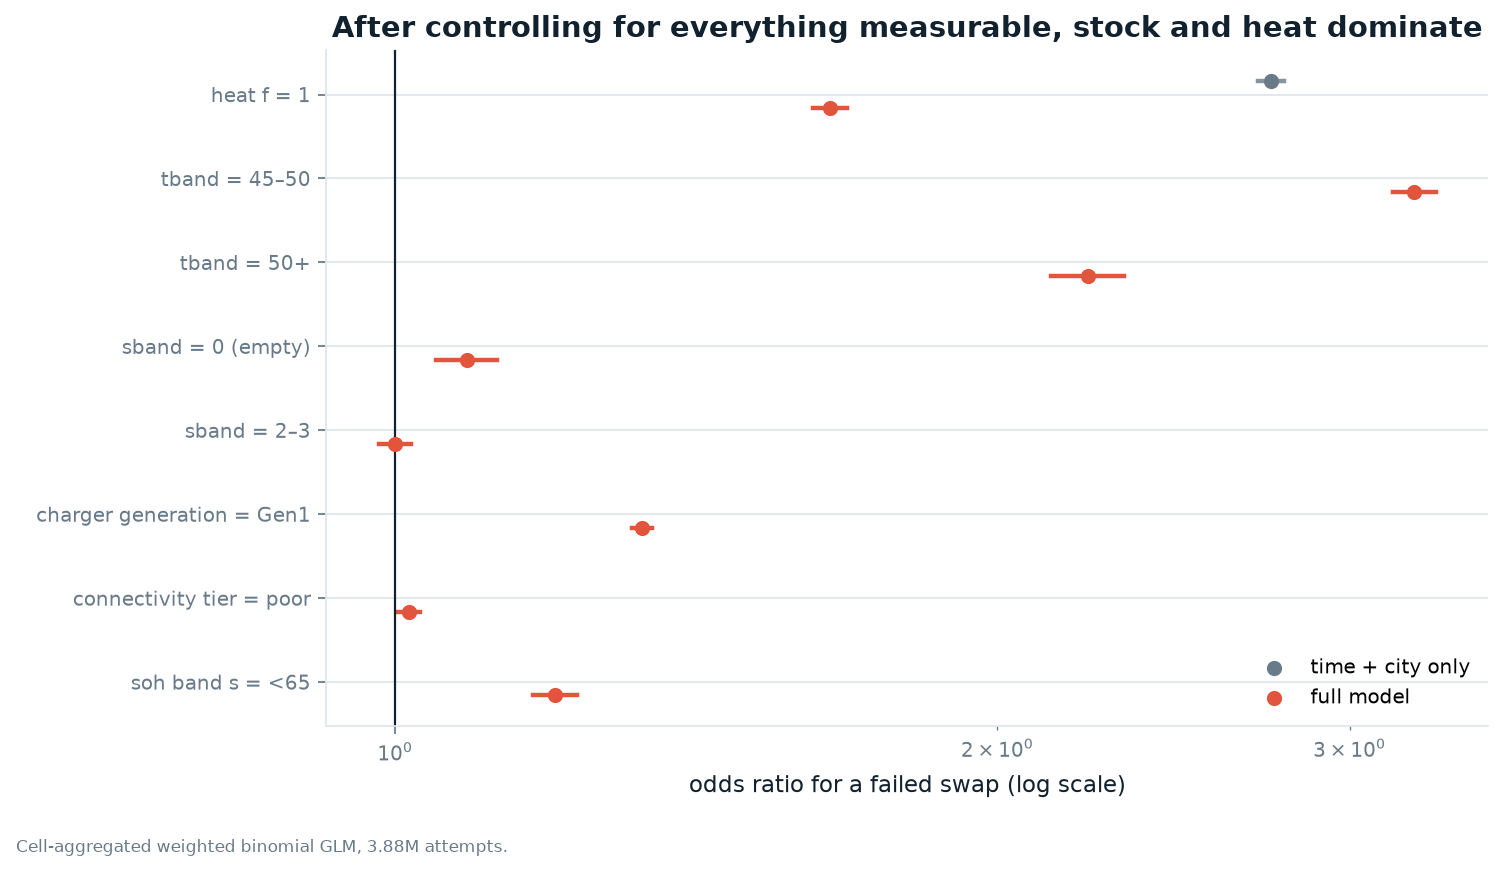 After controlling for everything measurable, stock and heat dominate
heat f = 1
tband = 45–50
tband = 50+
sband = 0 (empty)
sband = 2–3
charger generation = Gen1
connectivity tier = poor
soh band s = <65
time + city only
full model
10⁰
2 × 10⁰
3 × 10⁰
odds ratio for a failed swap (log scale)
Cell-aggregated weighted binomial GLM, 3.88M attempts.